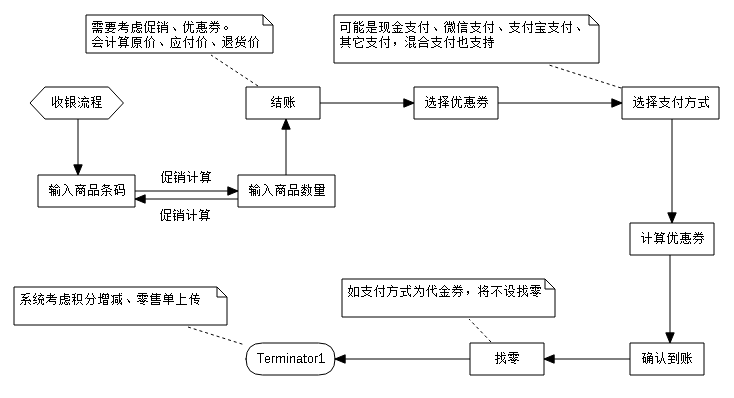 需要考虑促销、优惠券。
会计算原价、应付价、退货价
可能是现金支付、微信支付、支付宝支付、
其它支付，混合支付也支持
收银流程
结账
选择优惠券
选择支付方式
输入商品条码
促销计算
促销计算
输入商品数量
计算优惠券
系统考虑积分增减、零售单上传
如支付方式为代金券，将不设找零
Terminator1
找零
确认到账